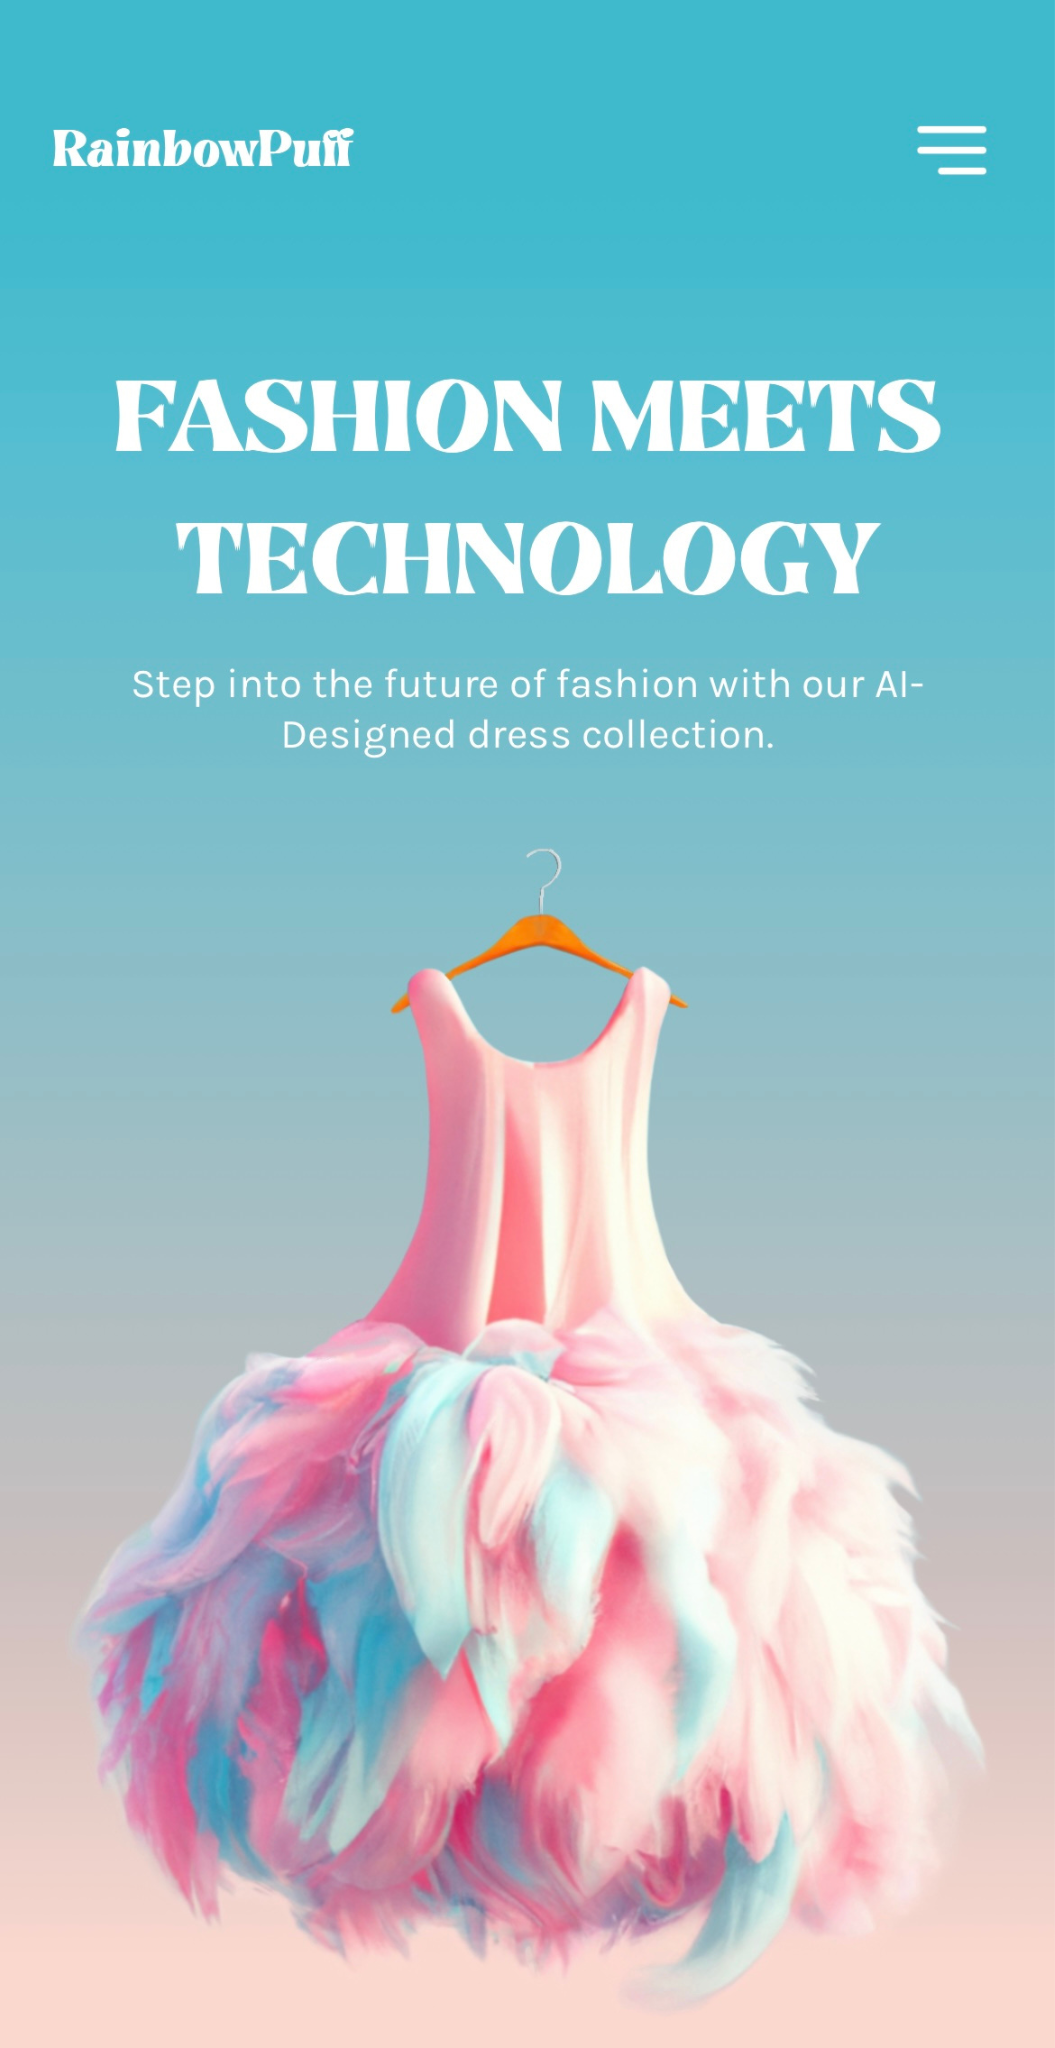 RainbowPuff
FASHION MEETS
TECHNOLOGY
Step into the future of fashion with our AI-
Designed dress collection.